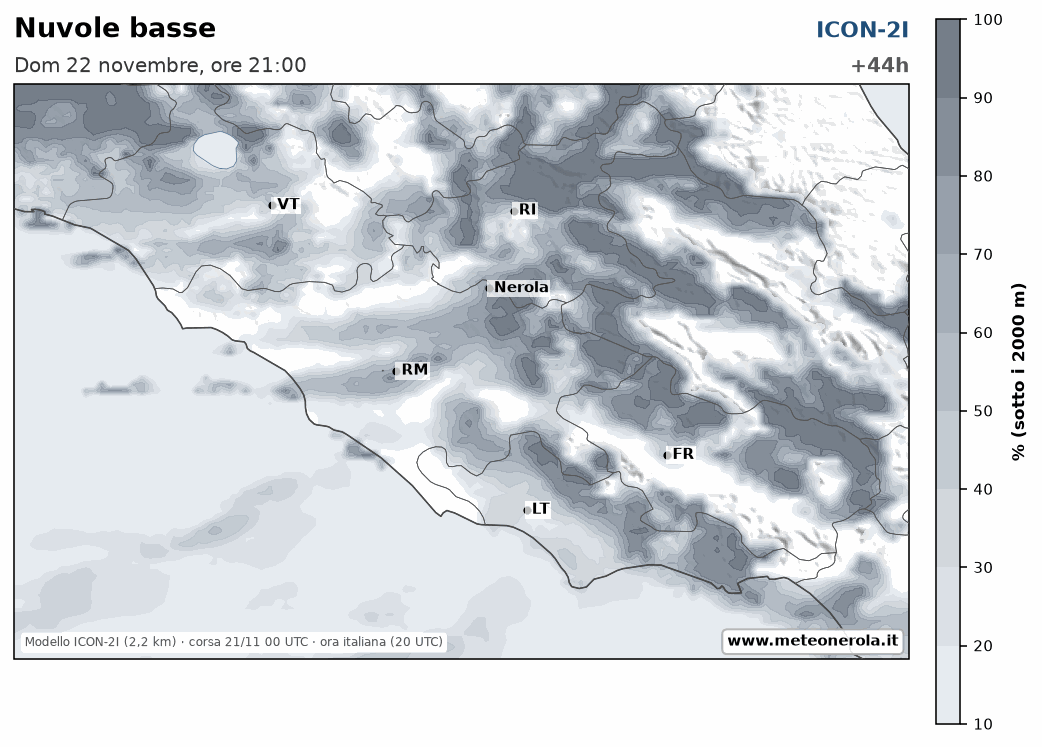 Nuvole basse
ICON-2I
Dom 22 novembre, ore 21:00
+44h
VT
RI
Nerola
RM
FR
LT
Modello ICON-2I (2,2 km) · corsa 21/11 00 UTC · ora italiana (20 UTC)
www.meteonerola.it
100
90
80
70
60
50
40
30
20
10
% (sotto i 2000 m)